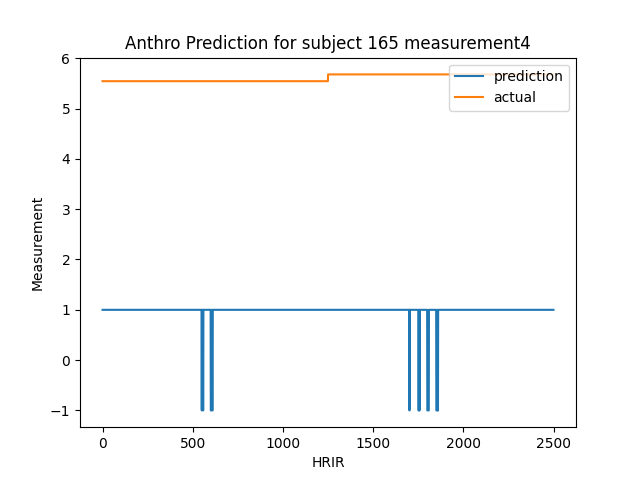 Anthro Prediction for subject 165 measurement4
6
5
4
3
2
1
0
−1
Measurement
prediction
actual
0 500 1000 1500 2000 2500
HRIR